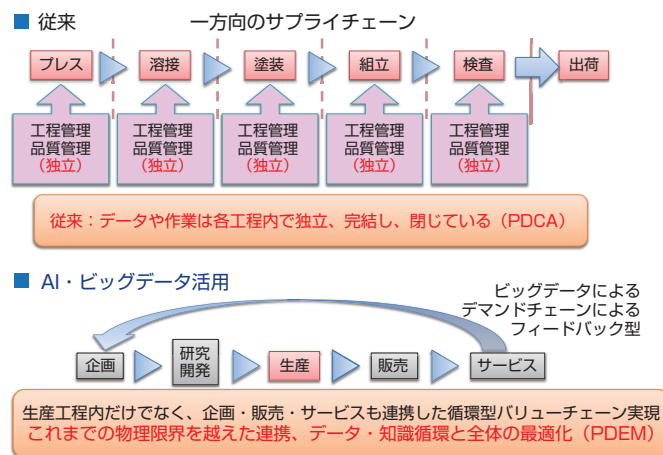 ■ 従来
一方向のサプライチェーン
プレス
溶接
塗装
組立
検査
出荷
工程管理
品質管理
(独立)
工程管理
品質管理
(独立)
工程管理
品質管理
(独立)
工程管理
品質管理
(独立)
工程管理
品質管理
(独立)
従来：データや作業は各工程内で独立、完結し、閉じている（PDCA）
■ AI・ビッグデータ活用
ビッグデータによる
デマンドチェーンによる
フィードバック型
企画
研究
開発
生産
販売
サービス
生産工程内だけでなく、企画・販売・サービスも連携した循環型バリューチェーン実現
これまでの物理限界を越えた連携、データ・知識循環と全体の最適化（PDEM）